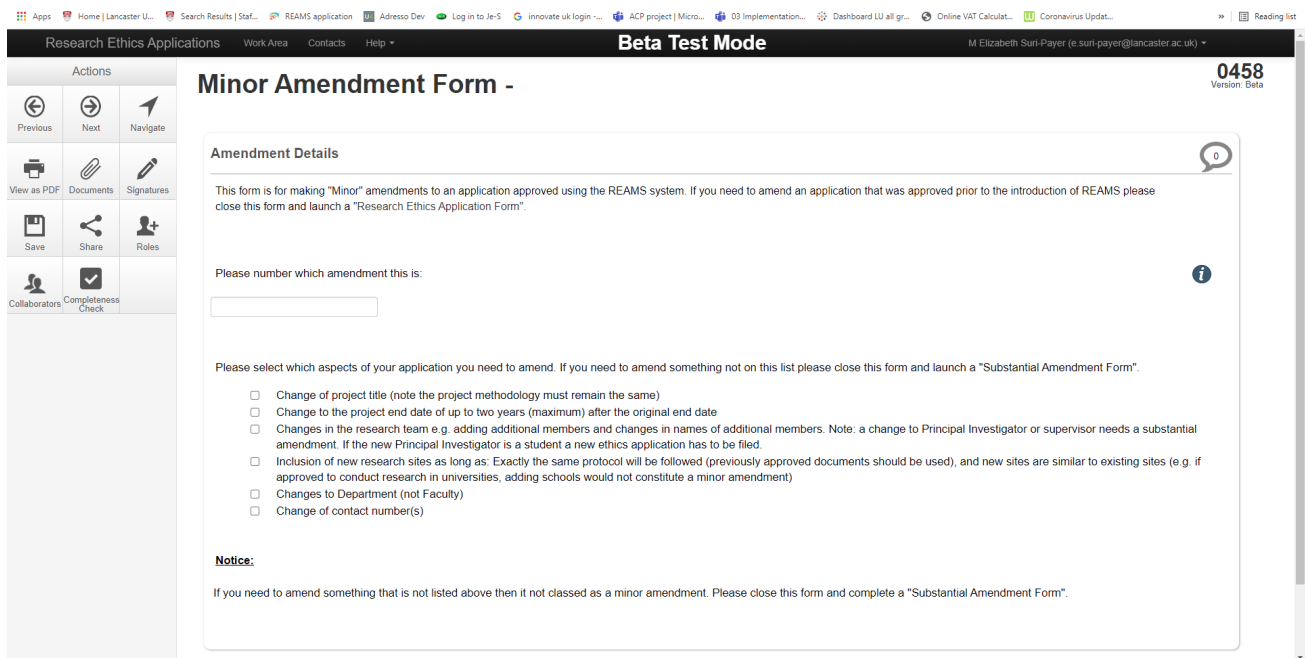 Apps Home | Lancaster U... Search Results | Staf... REAMS application Adresso Dev Log in to Je-S innovate uk login -... ACP project | Micro... 03 Implementation... Dashboard LU all gr... Online VAT Calculat... Coronavirus Updat... » Reading list
Research Ethics Applications Work Area Contacts Help Beta Test Mode M Elizabeth Suri-Payer (e.suri-payer@lancaster.ac.uk)
Actions
Previous Next Navigate
View as PDF Documents Signatures
Save Share Roles
Collaborators Completeness Check
Minor Amendment Form -
0458
Version: Beta
Amendment Details
0
This form is for making "Minor" amendments to an application approved using the REAMS system. If you need to amend an application that was approved prior to the introduction of REAMS please
close this form and launch a "Research Ethics Application Form".
Please number which amendment this is:
i
Please select which aspects of your application you need to amend. If you need to amend something not on this list please close this form and launch a "Substantial Amendment Form".
Change of project title (note the project methodology must remain the same)
Change to the project end date of up to two years (maximum) after the original end date
Changes in the research team e.g. adding additional members and changes in names of additional members. Note: a change to Principal Investigator or supervisor needs a substantial
amendment. If the new Principal Investigator is a student a new ethics application has to be filed.
Inclusion of new research sites as long as: Exactly the same protocol will be followed (previously approved documents should be used), and new sites are similar to existing sites (e.g. if
approved to conduct research in universities, adding schools would not constitute a minor amendment)
Changes to Department (not Faculty)
Change of contact number(s)
Notice:
If you need to amend something that is not listed above then it not classed as a minor amendment. Please close this form and complete a "Substantial Amendment Form".